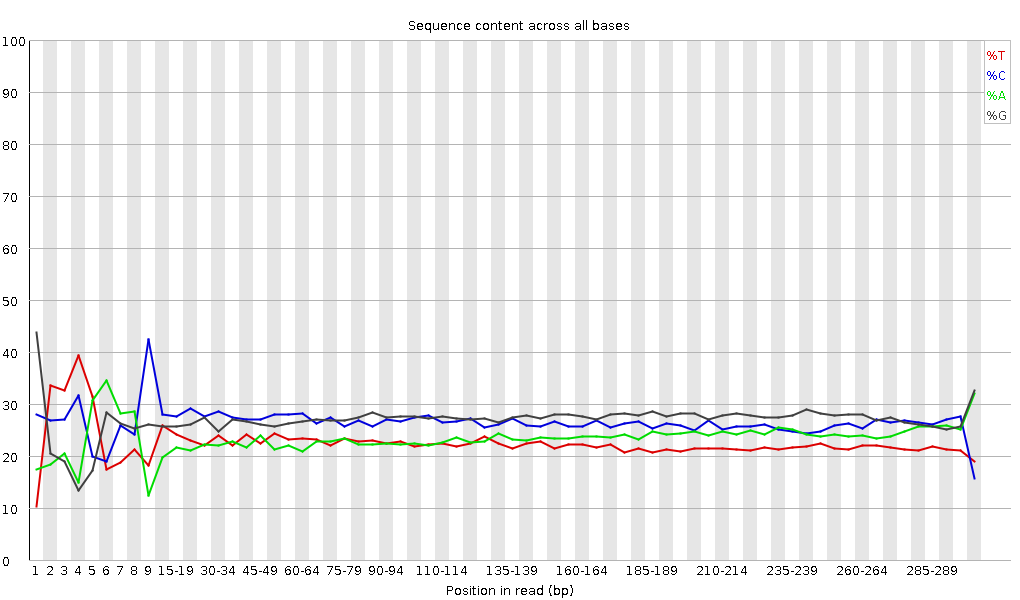 Sequence content across all bases
100
90
80
70
60
50
40
30
20
10
0
%T
%C
%A
%G
1 2 3 4 5 6 7 8 9 15-19 30-34 45-49 60-64 75-79 90-94 110-114 135-139 160-164 185-189 210-214 235-239 260-264 285-289
Position in read (bp)